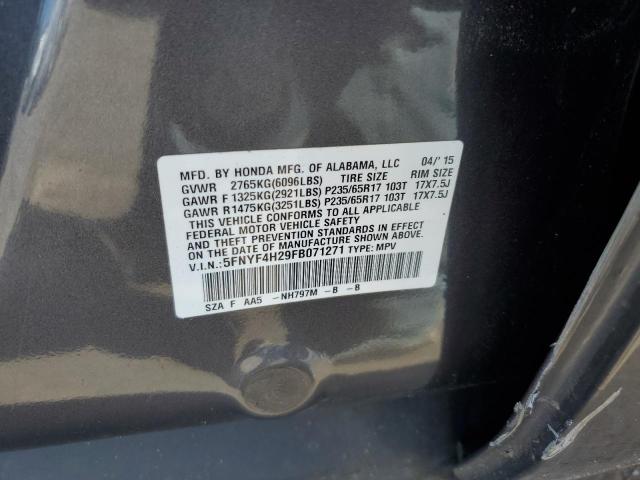 MFD. BY HONDA MFG. OF ALABAMA, LLC 04/'15
GVWR 2765KG(6096LBS) TIRE SIZE RIM SIZE
GAWR F 1325KG(2921LBS) P235/65R17 103T 17X7.5J
GAWR R1475KG(3251LBS) P235/65R17 103T 17X7.5J
THIS VEHICLE CONFORMS TO ALL APPLICABLE
FEDERAL MOTOR VEHICLE SAFETY
AND THEFT PREVENTION STANDARDS IN EFFECT
ON THE DATE OF MANUFACTURE SHOWN ABOVE.
V.I.N.:5FNYF4H29FB071271 TYPE: MPV
SZA F AA5 -NH797M -B -B